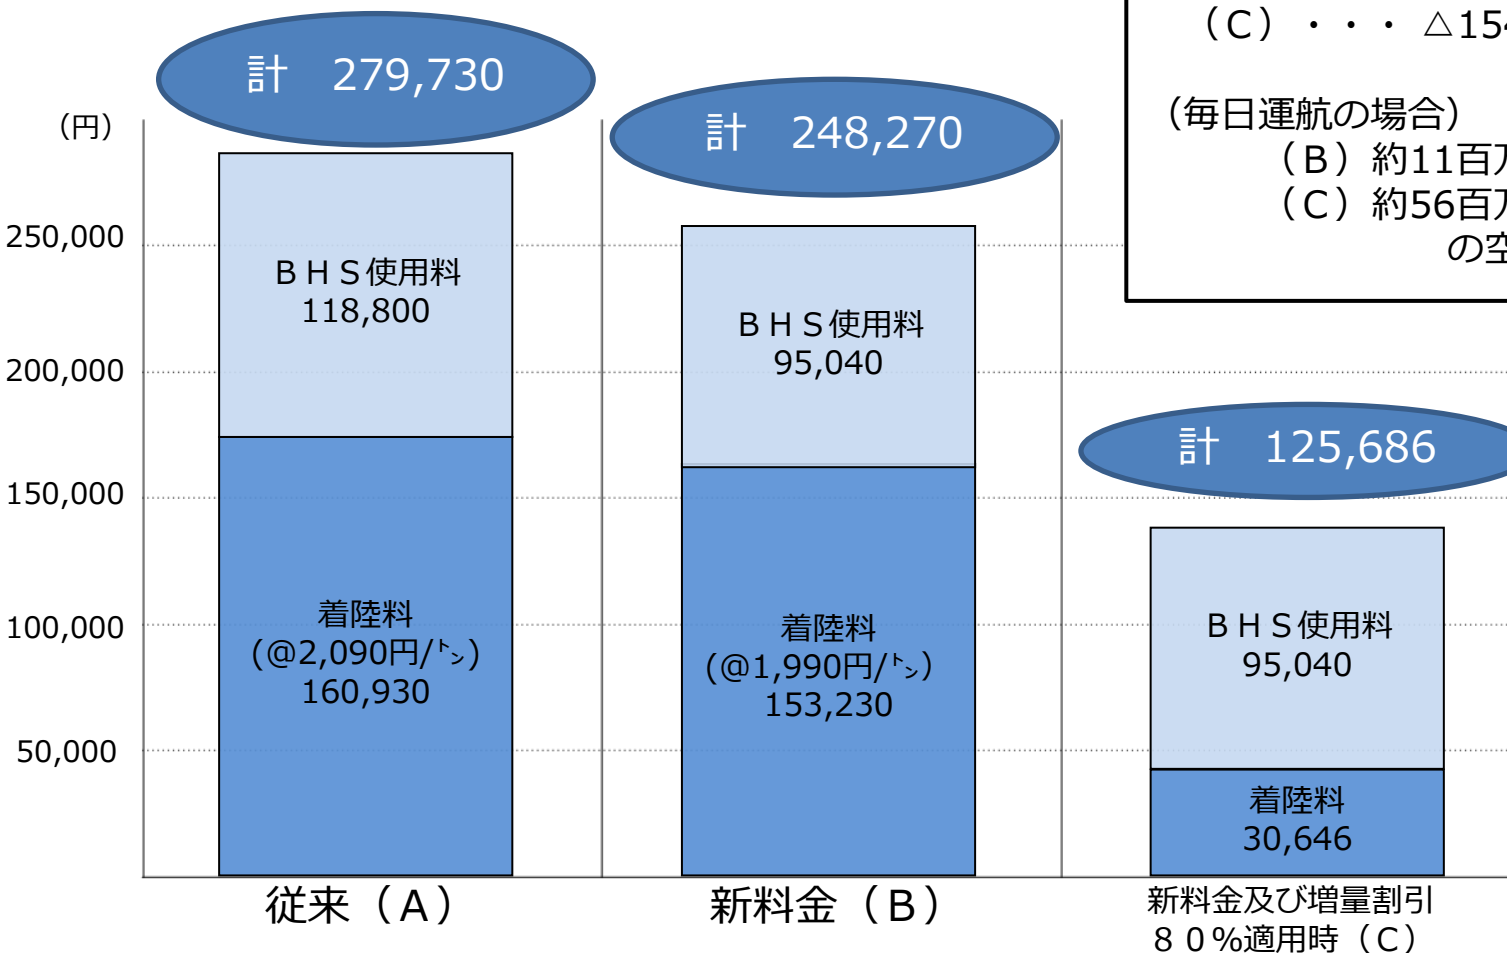 (C)・・・ △154
(毎日運航の場合)
(B)約11百万
(C)約56百万
の空
計 279,730
計 248,270
計 125,686
(円)
250,000
200,000
150,000
100,000
50,000
BHS使用料
118,800
着陸料
(@2,090円/㌧)
160,930
BHS使用料
95,040
着陸料
(@1,990円/㌧)
153,230
BHS使用料
95,040
着陸料
30,646
従来(A)
新料金(B)
新料金及び増量割引
80%適用時(C)